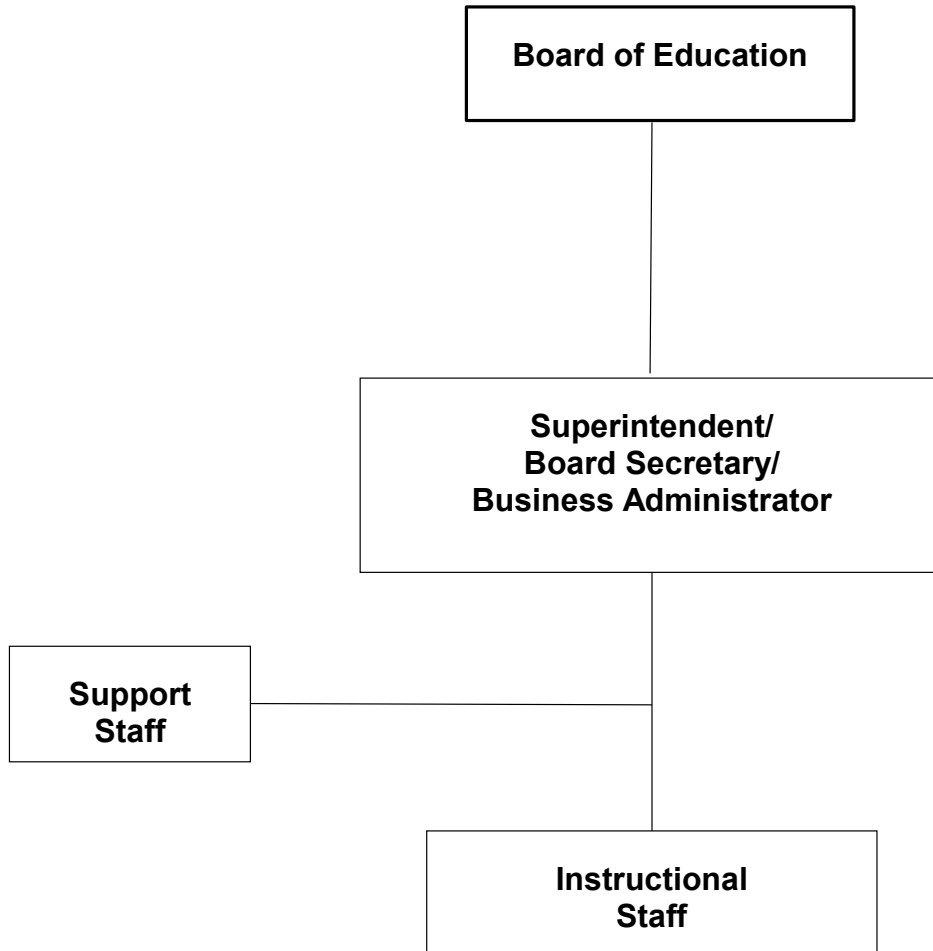 Board of Education
Superintendent/
Board Secretary/
Business Administrator
Support
Staff
Instructional
Staff